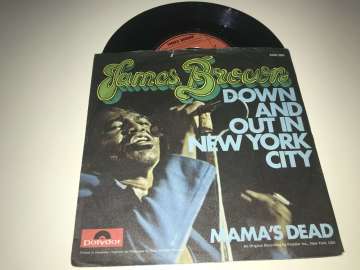 James Brown
DOWN
AND
OUT IN
NEW YORK
CITY
MAMA'S DEAD
polydor